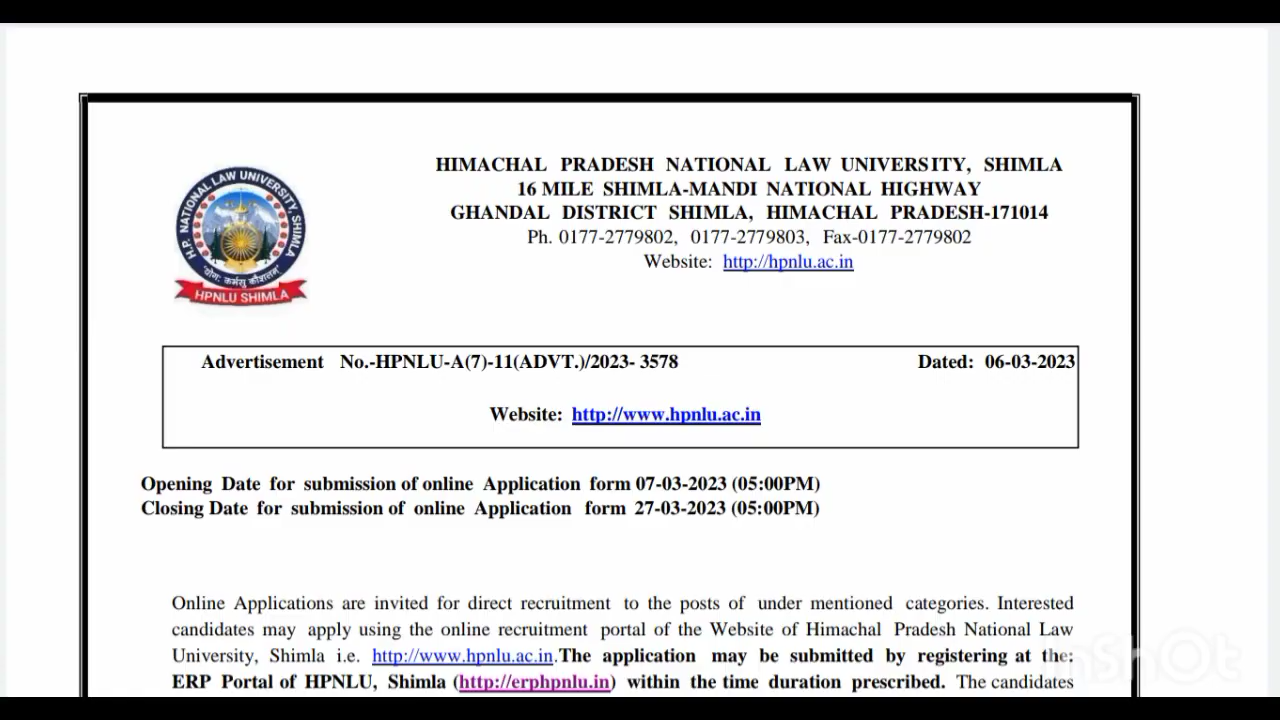 HIMACHAL PRADESH NATIONAL LAW UNIVERSITY, SHIMLA
16 MILE SHIMLA-MANDI NATIONAL HIGHWAY
GHANDAL DISTRICT SHIMLA, HIMACHAL PRADESH-171014
Ph. 0177-2779802, 0177-2779803, Fax-0177-2779802
Website: http://hpnlu.ac.in
H.P. NATIONAL LAW UNIVERSITY, SHIMLA
योगः कर्मसु कौशलम्
HPNLU SHIMLA
Advertisement No.-HPNLU-A(7)-11(ADVT.)/2023- 3578 Dated: 06-03-2023
Website: http://www.hpnlu.ac.in
Opening Date for submission of online Application form 07-03-2023 (05:00PM)
Closing Date for submission of online Application form 27-03-2023 (05:00PM)
Online Applications are invited for direct recruitment to the posts of under mentioned categories. Interested
candidates may apply using the online recruitment portal of the Website of Himachal Pradesh National Law
University, Shimla i.e. http://www.hpnlu.ac.in.The application may be submitted by registering at the:
ERP Portal of HPNLU, Shimla (http://erphpnlu.in) within the time duration prescribed. The candidates